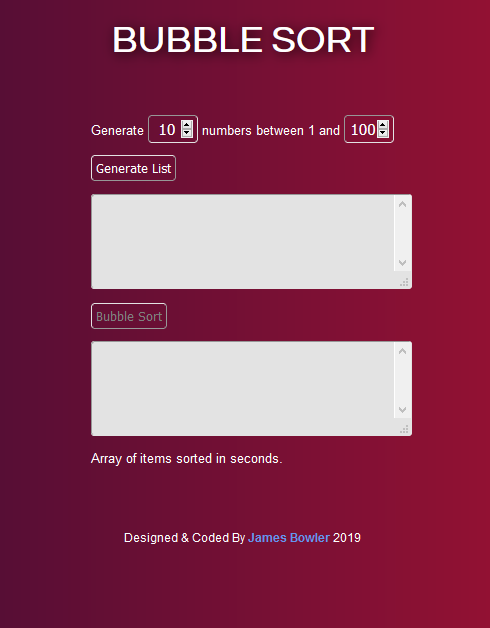 BUBBLE SORT
Generate 10 numbers between 1 and 100
Generate List
Bubble Sort
Array of items sorted in seconds.
Designed & Coded By James Bowler 2019